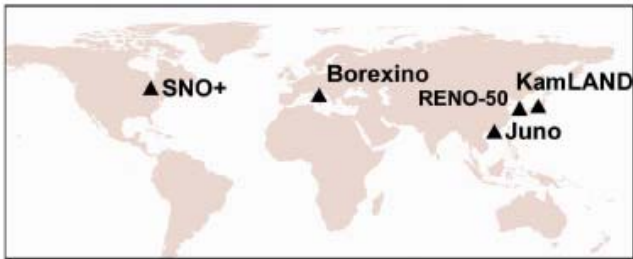 KamLAND
Borexino
SNO+
RENO-50
Juno